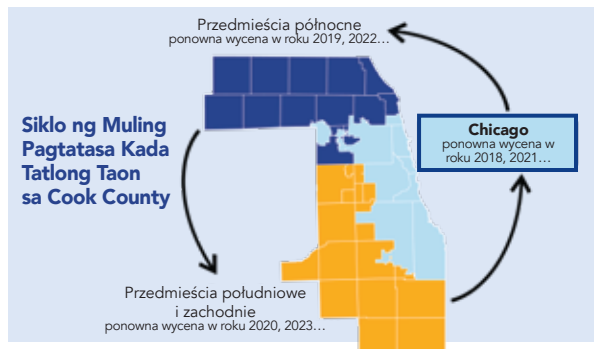 Przedmieścia północne
ponowna wycena w roku 2019, 2022…
Siklo ng Muling
Pagtatasa Kada
Tatlong Taon
sa Cook County
Chicago
ponowna wycena w
roku 2018, 2021…
Przedmieścia południowe
i zachodnie
ponowna wycena w roku 2020, 2023…